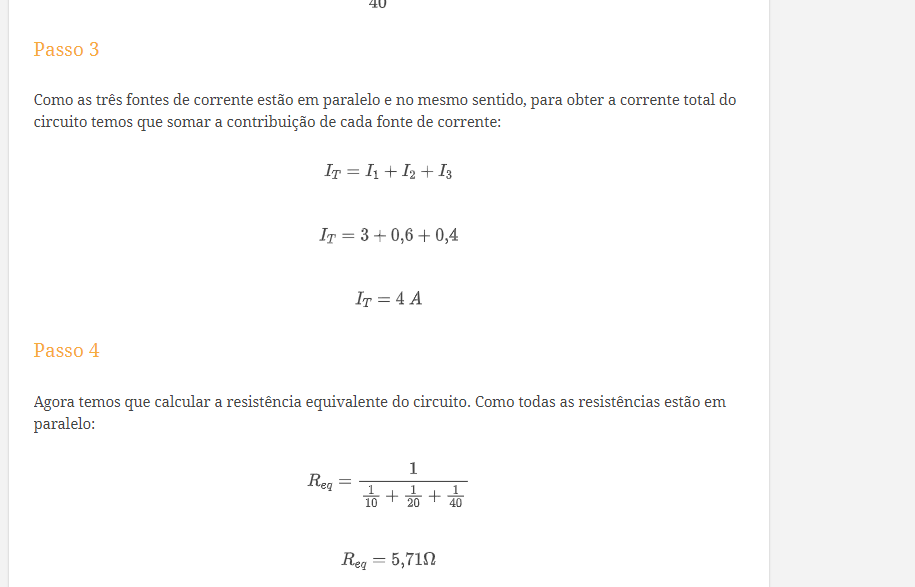 40
Passo 3
Como as três fontes de corrente estão em paralelo e no mesmo sentido, para obter a corrente total do
circuito temos que somar a contribuição de cada fonte de corrente:
I_T = I_1 + I_2 + I_3
I_T = 3 + 0,6 + 0,4
I_T = 4 A
Passo 4
Agora temos que calcular a resistência equivalente do circuito. Como todas as resistências estão em
paralelo:
R_{eq} = \frac{1}{\frac{1}{10} + \frac{1}{20} + \frac{1}{40}}
R_{eq} = 5,71Ω